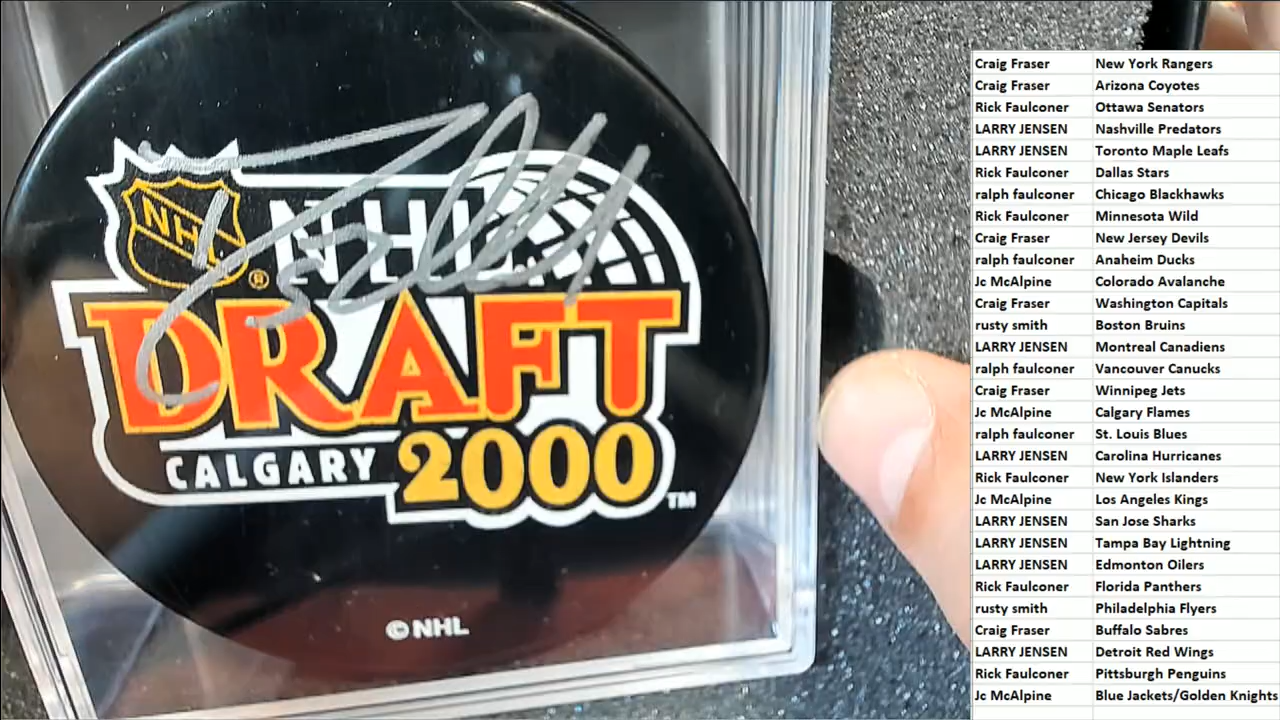 NHL
NHL
®
DRAFT
CALGARY 2000
TM
© NHL
Craig Fraser New York Rangers
Craig Fraser Arizona Coyotes
Rick Faulconer Ottawa Senators
LARRY JENSEN Nashville Predators
LARRY JENSEN Toronto Maple Leafs
Rick Faulconer Dallas Stars
ralph faulconer Chicago Blackhawks
Rick Faulconer Minnesota Wild
Craig Fraser New Jersey Devils
ralph faulconer Anaheim Ducks
Jc McAlpine Colorado Avalanche
Craig Fraser Washington Capitals
rusty smith Boston Bruins
LARRY JENSEN Montreal Canadiens
ralph faulconer Vancouver Canucks
Craig Fraser Winnipeg Jets
Jc McAlpine Calgary Flames
ralph faulconer St. Louis Blues
LARRY JENSEN Carolina Hurricanes
Rick Faulconer New York Islanders
Jc McAlpine Los Angeles Kings
LARRY JENSEN San Jose Sharks
LARRY JENSEN Tampa Bay Lightning
LARRY JENSEN Edmonton Oilers
Rick Faulconer Florida Panthers
rusty smith Philadelphia Flyers
Craig Fraser Buffalo Sabres
LARRY JENSEN Detroit Red Wings
Rick Faulconer Pittsburgh Penguins
Jc McAlpine Blue Jackets/Golden Knights